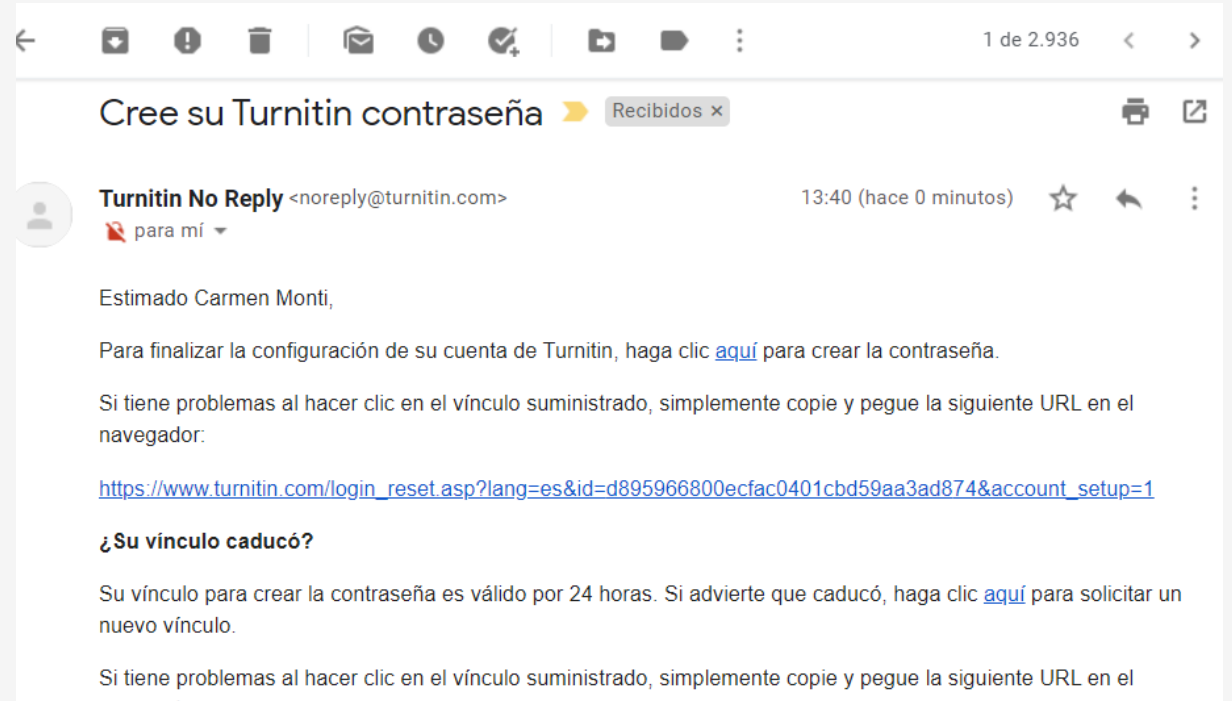 1 de 2.936
Cree su Turnitin contraseña
Recibidos ×
Turnitin No Reply <noreply@turnitin.com>
13:40 (hace 0 minutos)
para mí
Estimado Carmen Monti,
Para finalizar la configuración de su cuenta de Turnitin, haga clic aquí para crear la contraseña.
Si tiene problemas al hacer clic en el vínculo suministrado, simplemente copie y pegue la siguiente URL en el
navegador:
https://www.turnitin.com/login_reset.asp?lang=es&id=d895966800ecfac0401cbd59aa3ad874&account_setup=1
¿Su vínculo caducó?
Su vínculo para crear la contraseña es válido por 24 horas. Si advierte que caducó, haga clic aquí para solicitar un
nuevo vínculo.
Si tiene problemas al hacer clic en el vínculo suministrado, simplemente copie y pegue la siguiente URL en el